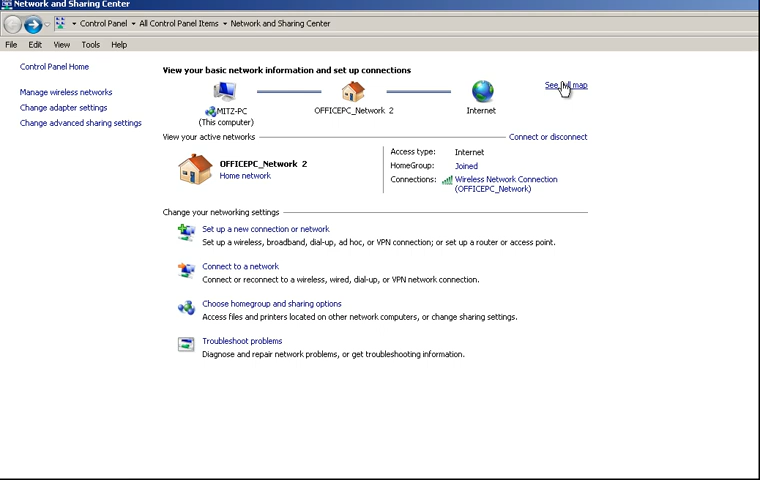 Network and Sharing Center
Control Panel ▾ All Control Panel Items ▾ Network and Sharing Center
File Edit View Tools Help
Control Panel Home
Manage wireless networks
Change adapter settings
Change advanced sharing settings
View your basic network information and set up connections
See full map
MITZ-PC
(This computer)
OFFICEPC_Network 2
Internet
View your active networks
Connect or disconnect
OFFICEPC_Network 2
Home network
Access type: Internet
HomeGroup: Joined
Connections: Wireless Network Connection
(OFFICEPC_Network)
Change your networking settings
Set up a new connection or network
Set up a wireless, broadband, dial-up, ad hoc, or VPN connection; or set up a router or access point.
Connect to a network
Connect or reconnect to a wireless, wired, dial-up, or VPN network connection.
Choose homegroup and sharing options
Access files and printers located on other network computers, or change sharing settings.
Troubleshoot problems
Diagnose and repair network problems, or get troubleshooting information.